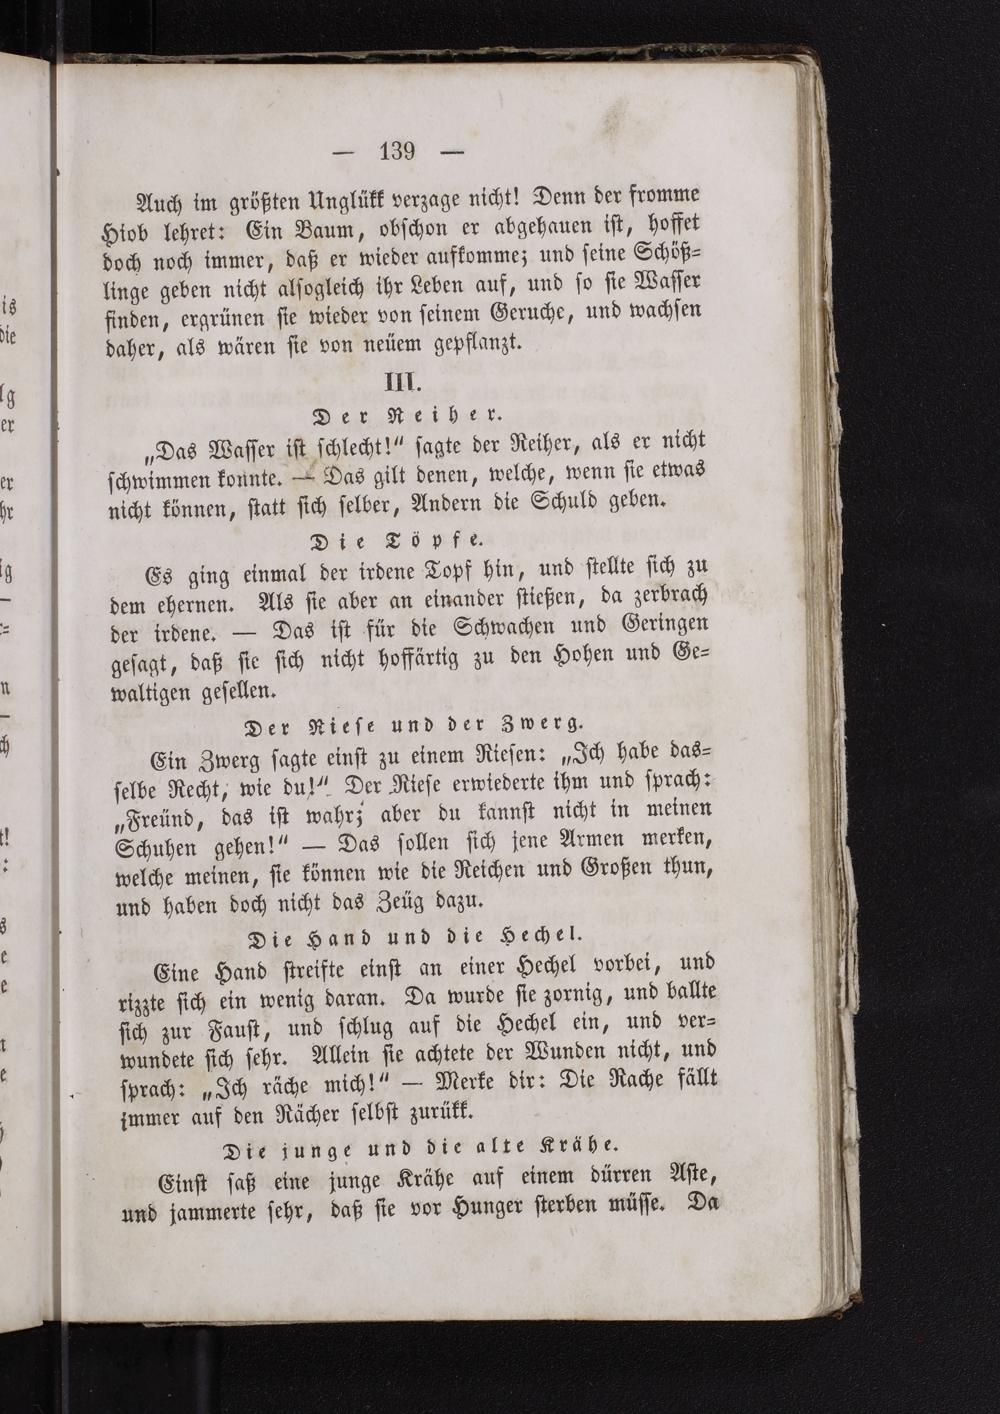 — 139 —
Auch im größten Unglükk verzage nicht! Denn der fromme
Hiob lehret: Ein Baum, obschon er abgehauen ist, hoffet
doch noch immer, daß er wieder aufkomme; und seine Schöß-
linge geben nicht alsogleich ihr Leben auf, und so sie Wasser
finden, ergrünen sie wieder von seinem Geruche, und wachsen
daher, als wären sie von neüem gepflanzt.
III.
Der Reiher.
„Das Wasser ist schlecht!“ sagte der Reiher, als er nicht
schwimmen konnte. — Das gilt denen, welche, wenn sie etwas
nicht können, statt sich selber, Andern die Schuld geben.
Die Töpfe.
Es ging einmal der irdene Topf hin, und stellte sich zu
dem ehernen. Als sie aber an einander stießen, da zerbrach
der irdene. — Das ist für die Schwachen und Geringen
gesagt, daß sie sich nicht hoffärtig zu den Hohen und Ge-
waltigen gesellen.
Der Riese und der Zwerg.
Ein Zwerg sagte einst zu einem Riesen: „Ich habe das-
selbe Recht, wie du!“ Der Riese erwiederte ihm und sprach:
„Freünd, das ist wahr; aber du kannst nicht in meinen
Schuhen gehen!“ — Das sollen sich jene Armen merken,
welche meinen, sie können wie die Reichen und Großen thun,
und haben doch nicht das Zeüg dazu.
Die Hand und die Hechel.
Eine Hand streifte einst an einer Hechel vorbei, und
rizzte sich ein wenig daran. Da wurde sie zornig, und ballte
sich zur Faust, und schlug auf die Hechel ein, und ver-
wundete sich sehr. Allein sie achtete der Wunden nicht, und
sprach: „Ich räche mich!“ — Merke dir: Die Rache fällt
immer auf den Rächer selbst zurükk.
Die junge und die alte Krähe.
Einst saß eine junge Krähe auf einem dürren Aste,
und jammerte sehr, daß sie vor Hunger sterben müsse. Da